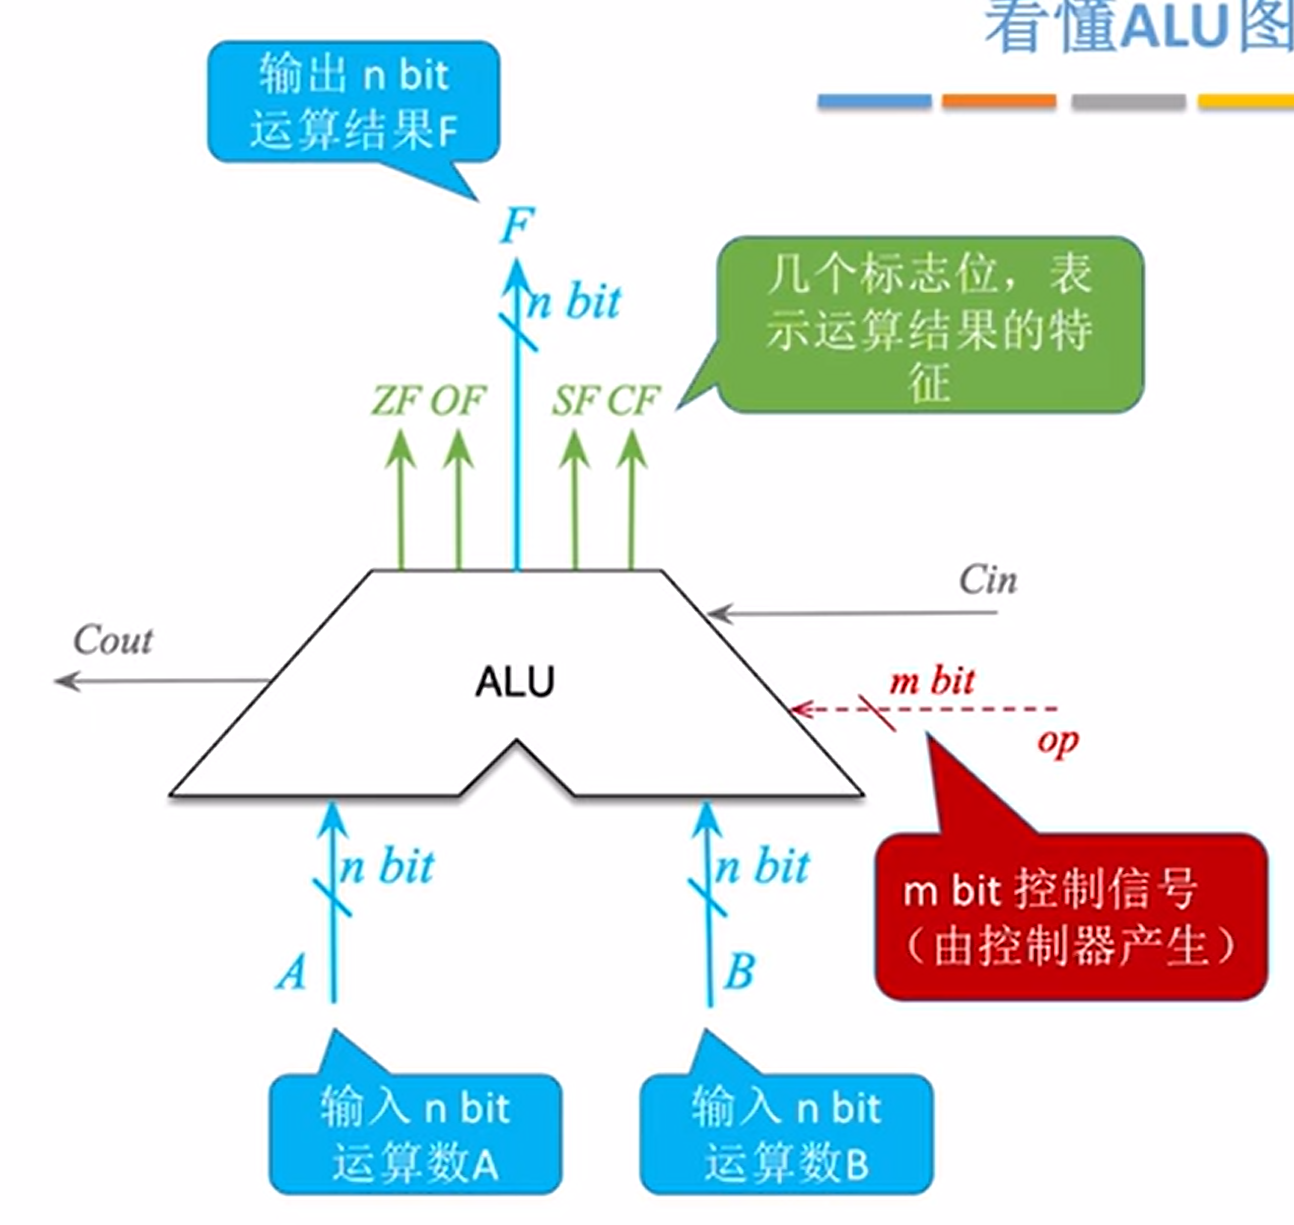 看懂ALU图
输出 n bit
运算结果F
F
n bit
几个标志位，表
示运算结果的特
征
ZF OF SF CF
Cin
Cout
ALU
m bit
op
n bit
n bit
m bit 控制信号
（由控制器产生）
A
B
输入 n bit
运算数A
输入 n bit
运算数B